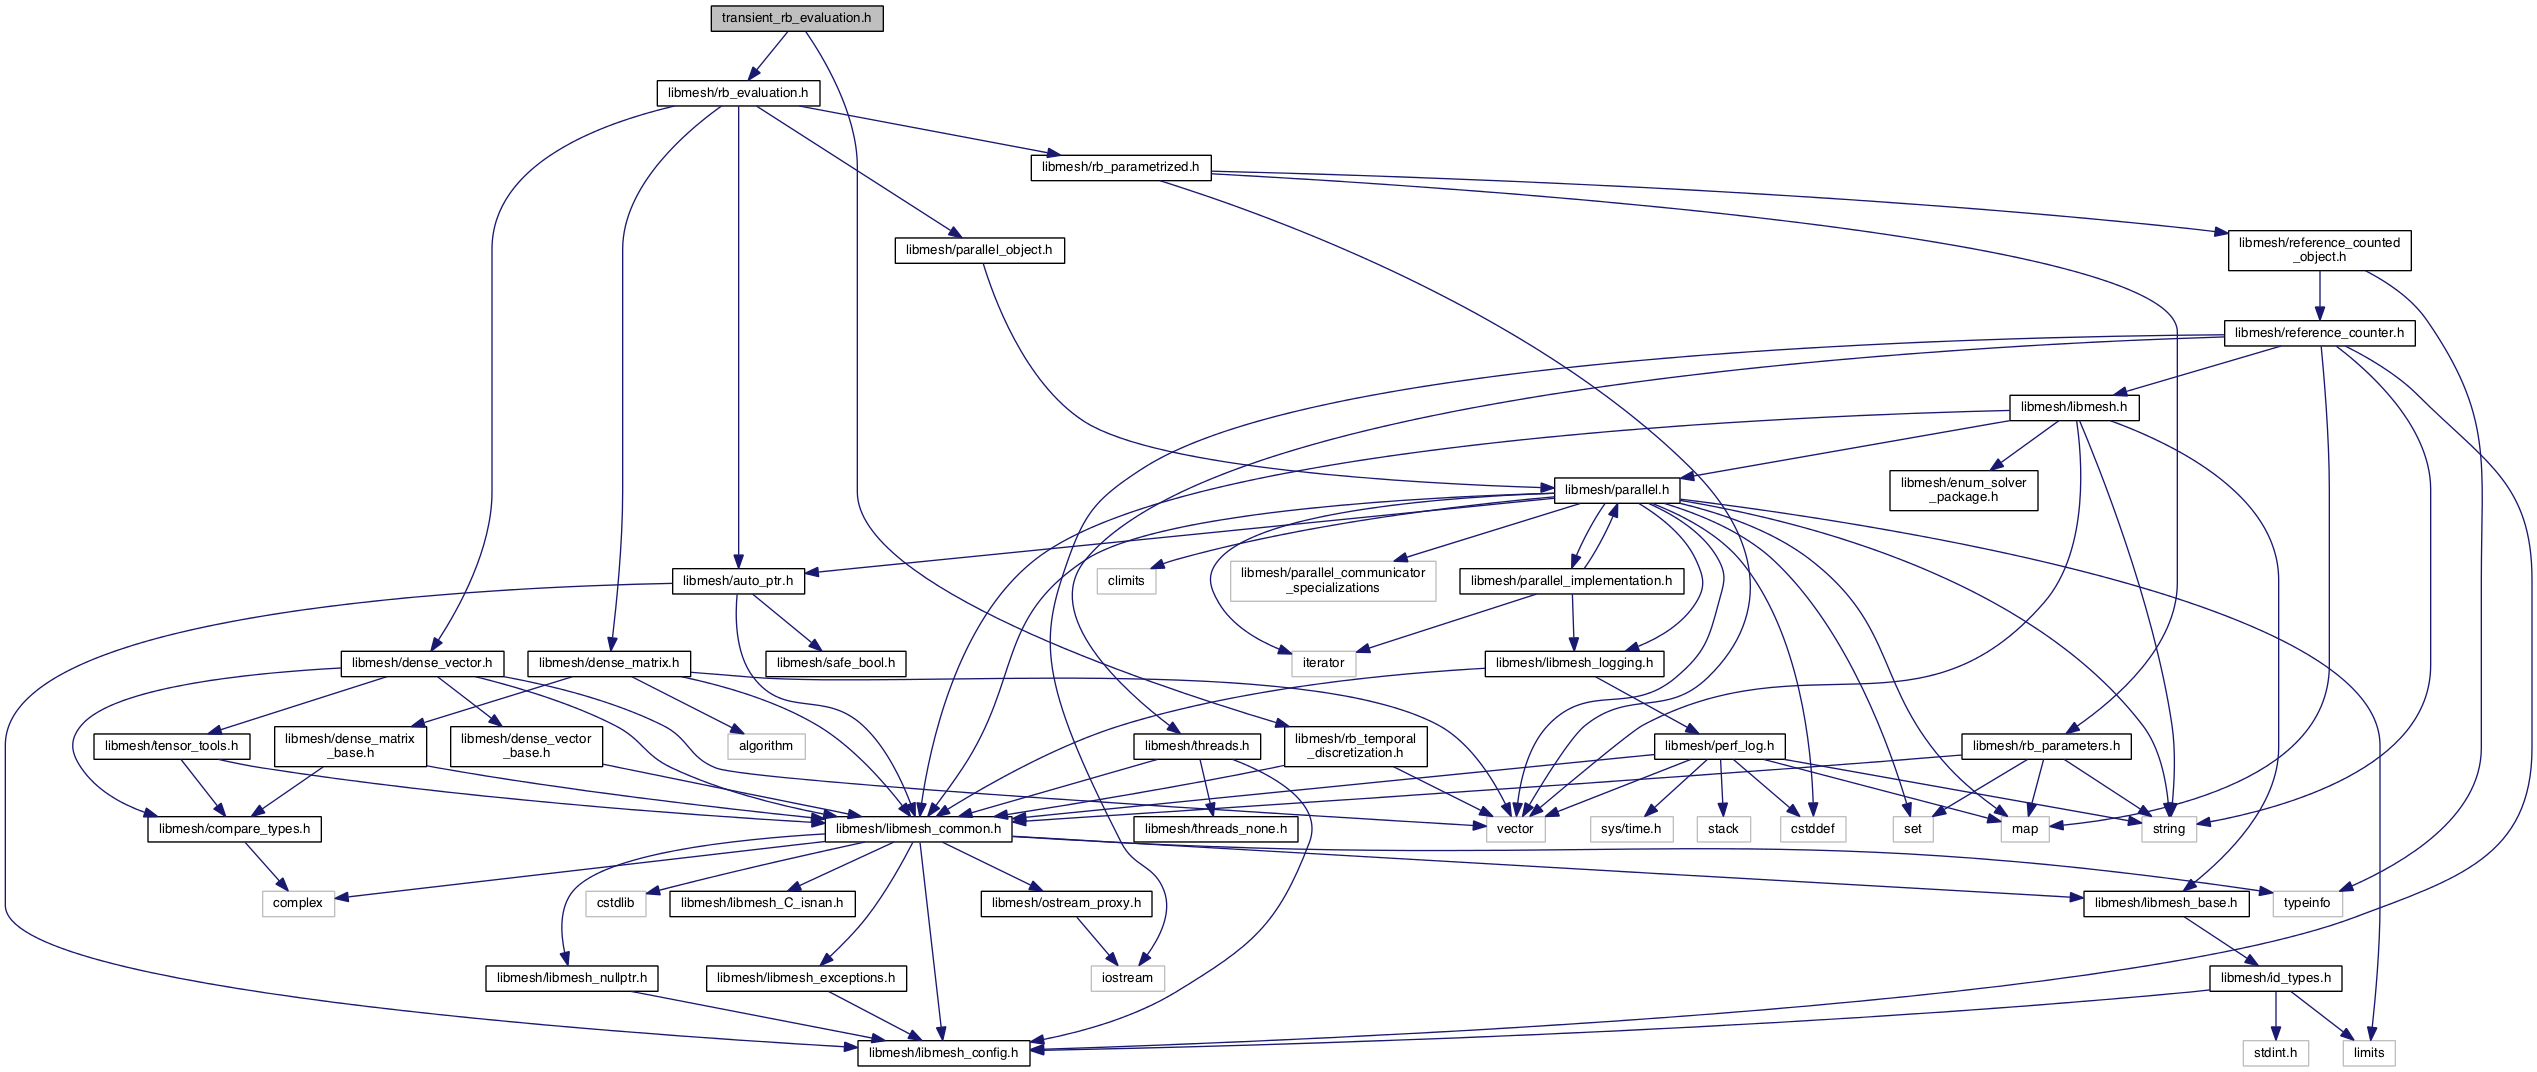 transient_rb_evaluation.h
libmesh/rb_evaluation.h
libmesh/rb_parametrized.h
libmesh/parallel_object.h
libmesh/reference_counted
_object.h
libmesh/reference_counter.h
libmesh/libmesh.h
libmesh/parallel.h
libmesh/enum_solver
_package.h
libmesh/auto_ptr.h
climits
libmesh/parallel_communicator
_specializations
libmesh/parallel_implementation.h
libmesh/dense_vector.h
libmesh/dense_matrix.h
libmesh/safe_bool.h
iterator
libmesh/libmesh_logging.h
libmesh/tensor_tools.h
libmesh/dense_matrix
_base.h
libmesh/dense_vector
_base.h
algorithm
libmesh/threads.h
libmesh/rb_temporal
_discretization.h
libmesh/perf_log.h
libmesh/rb_parameters.h
libmesh/compare_types.h
libmesh/libmesh_common.h
libmesh/threads_none.h
vector
sys/time.h
stack
cstddef
set
map
string
complex
cstdlib
libmesh/libmesh_C_isnan.h
libmesh/ostream_proxy.h
libmesh/libmesh_base.h
typeinfo
libmesh/libmesh_nullptr.h
libmesh/libmesh_exceptions.h
iostream
libmesh/id_types.h
libmesh/libmesh_config.h
stdint.h
limits